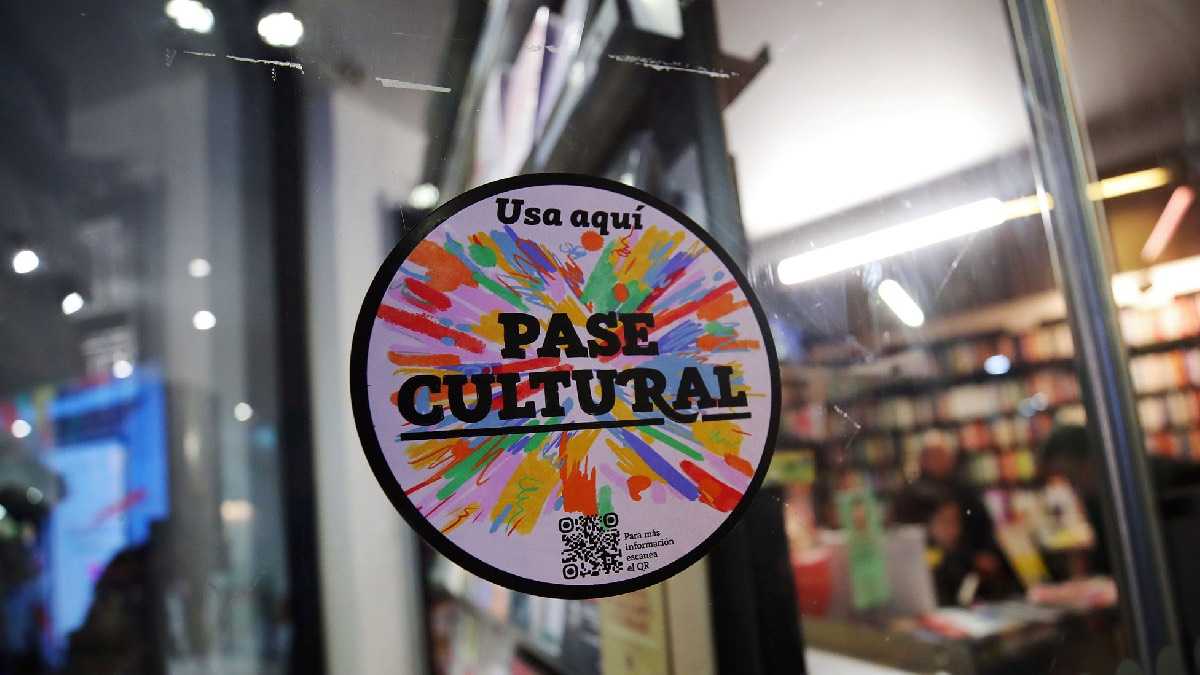 Usa aquí
PASE
CULTURAL
Para más
información
escanea
el QR